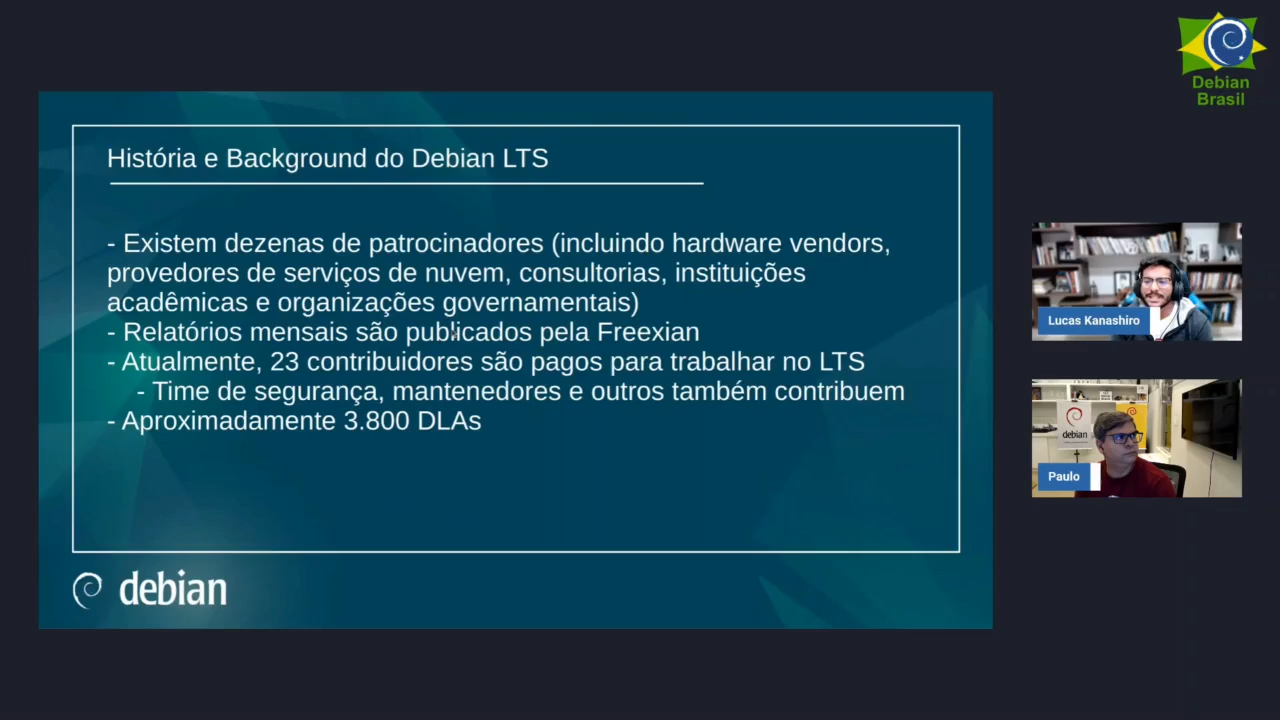 História e Background do Debian LTS
- Existem dezenas de patrocinadores (incluindo hardware vendors,
provedores de serviços de nuvem, consultorias, instituições
acadêmicas e organizações governamentais)
- Relatórios mensais são publicados pela Freexian
- Atualmente, 23 contribuidores são pagos para trabalhar no LTS
- Time de segurança, mantenedores e outros também contribuem
- Aproximadamente 3.800 DLAs
debian
Debian
Brasil
Lucas Kanashiro
debian
Paulo